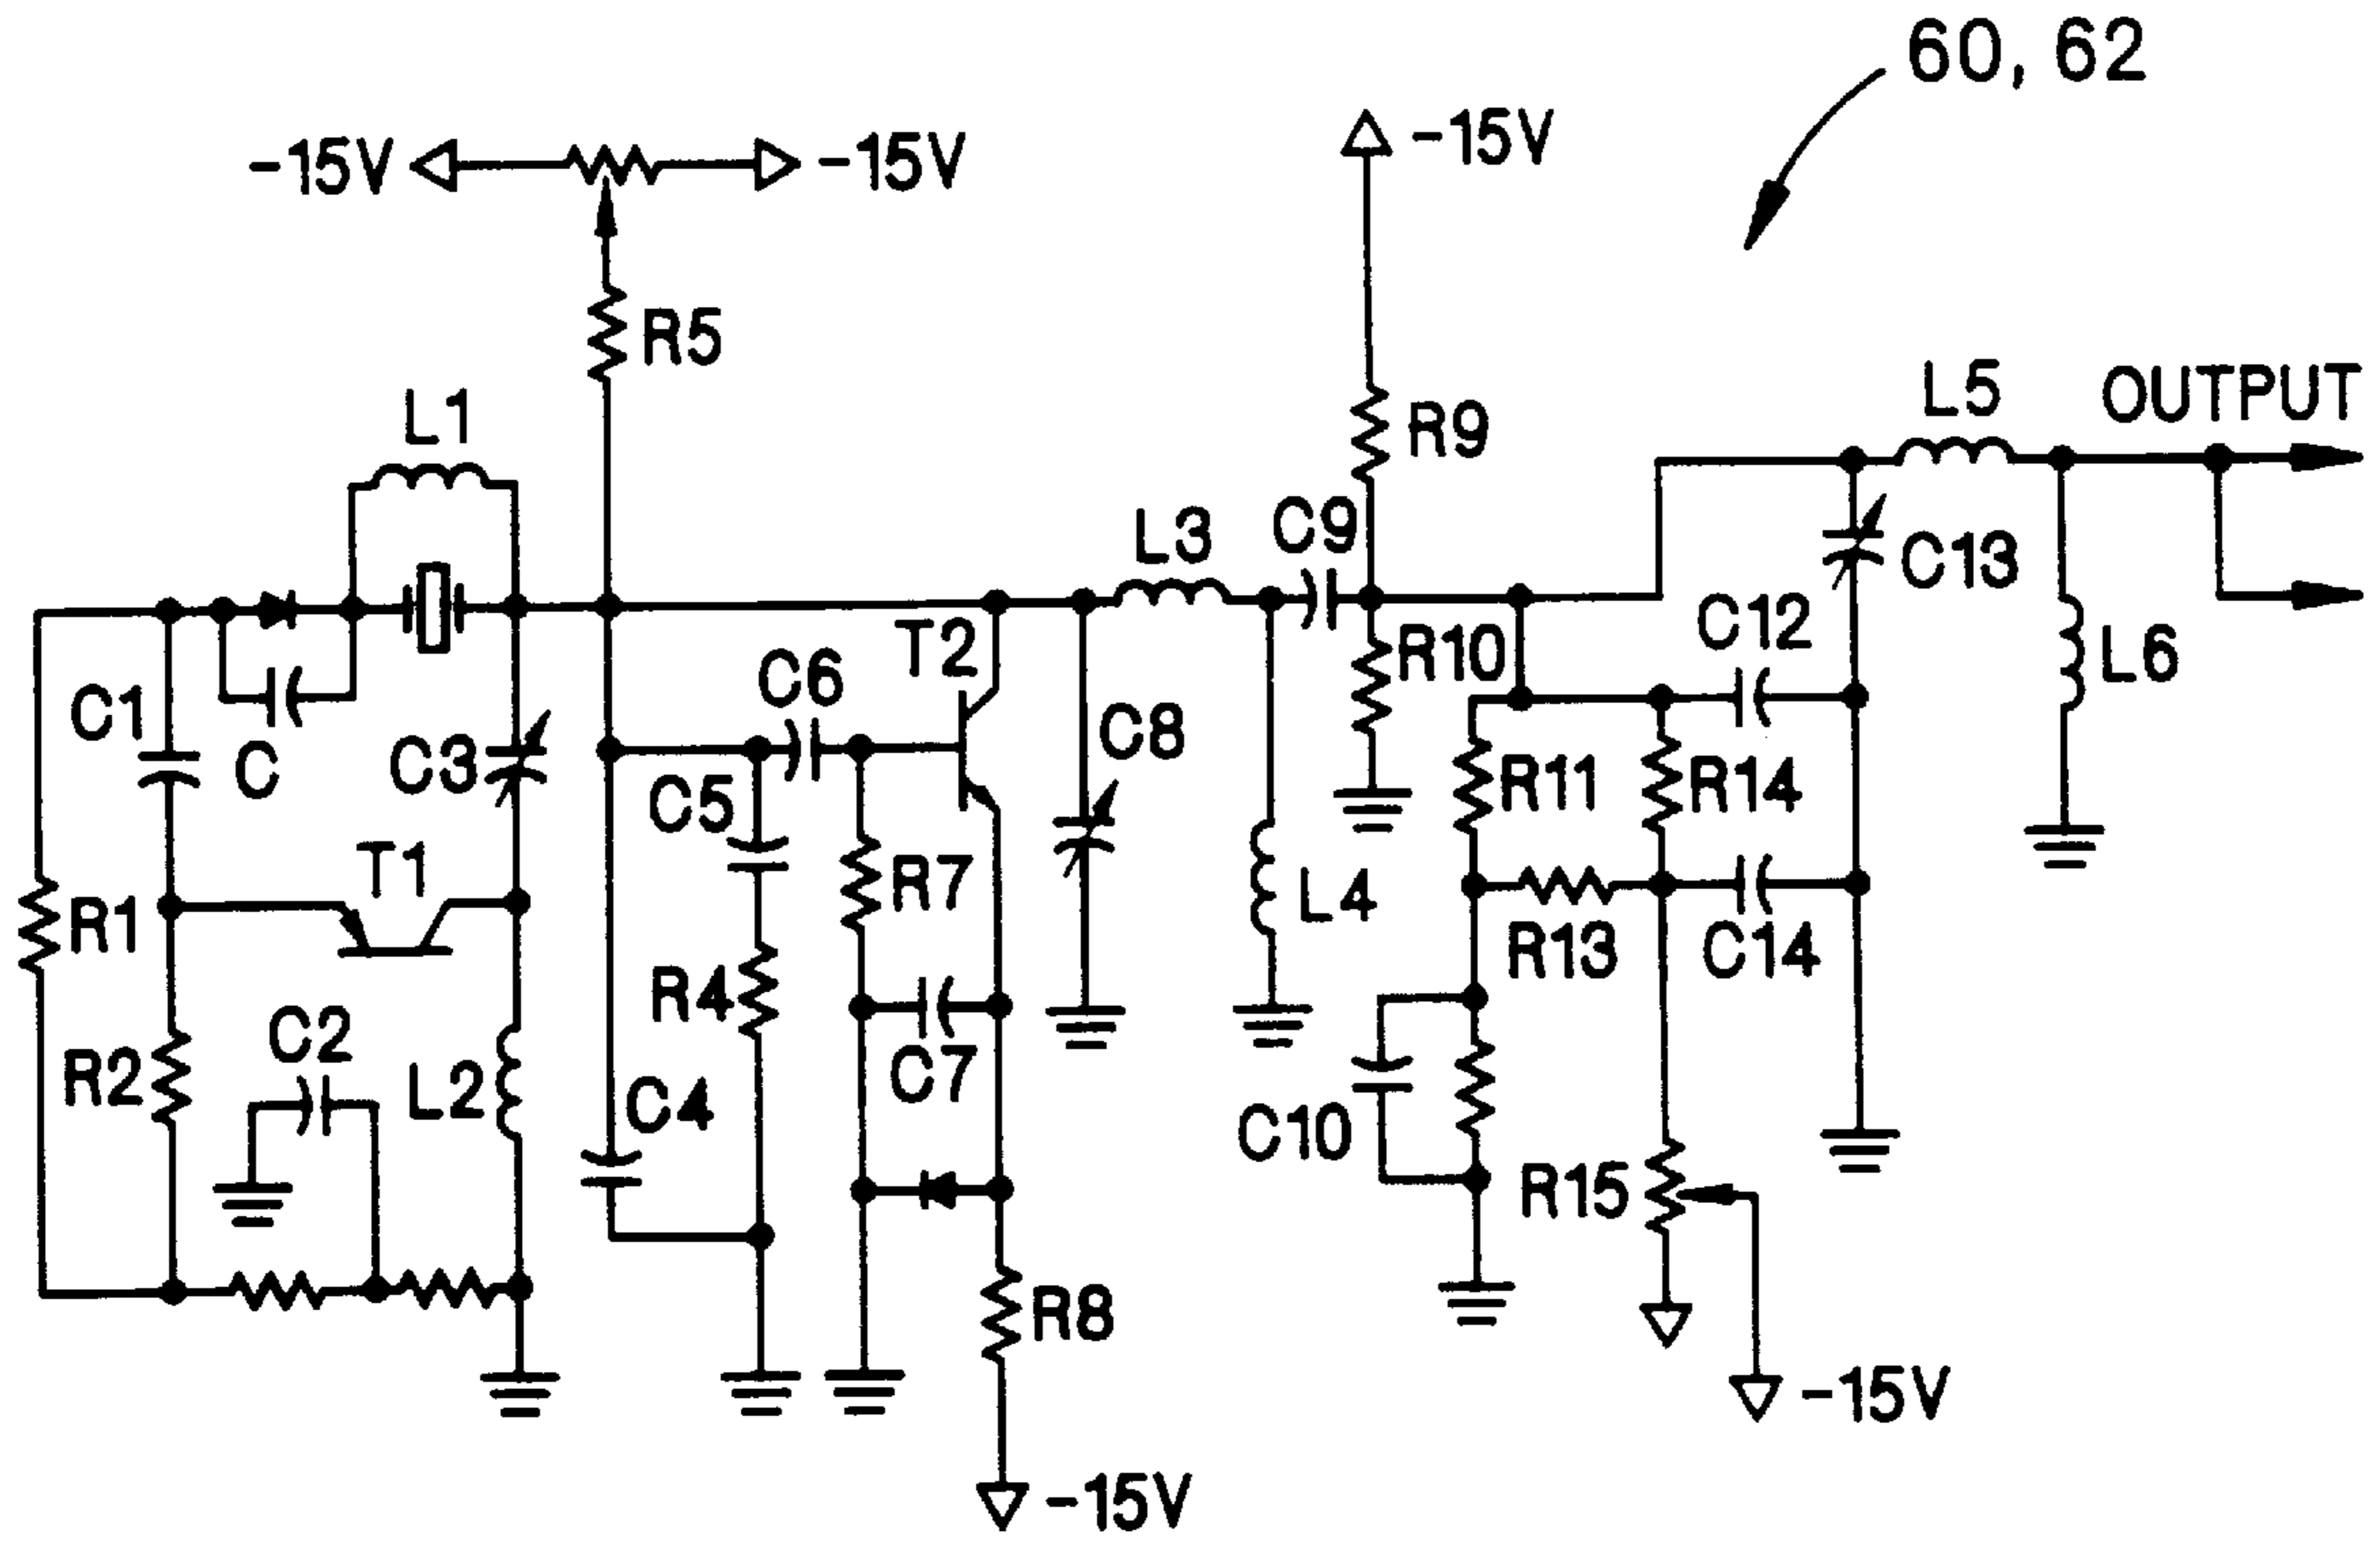 60, 62
-15V
-15V
-15V
R5
L1
R9
L5
OUTPUT
L3
C9
C13
C1
C
C3
C6
T2
C8
R10
C12
L6
C5
R11
R14
T1
R1
R7
L4
R13
C14
R4
C2
R2
L2
C7
C4
C10
R15
R8
-15V
-15V